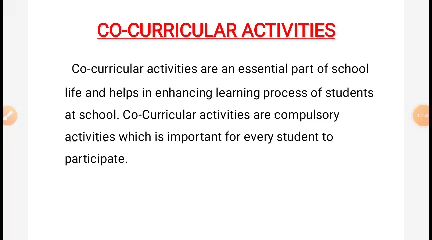 CO-CURRICULAR ACTIVITIES
Co-curricular activities are an essential part of school
life and helps in enhancing learning process of students
at school. Co-Curricular activities are compulsory
activities which is important for every student to
participate.